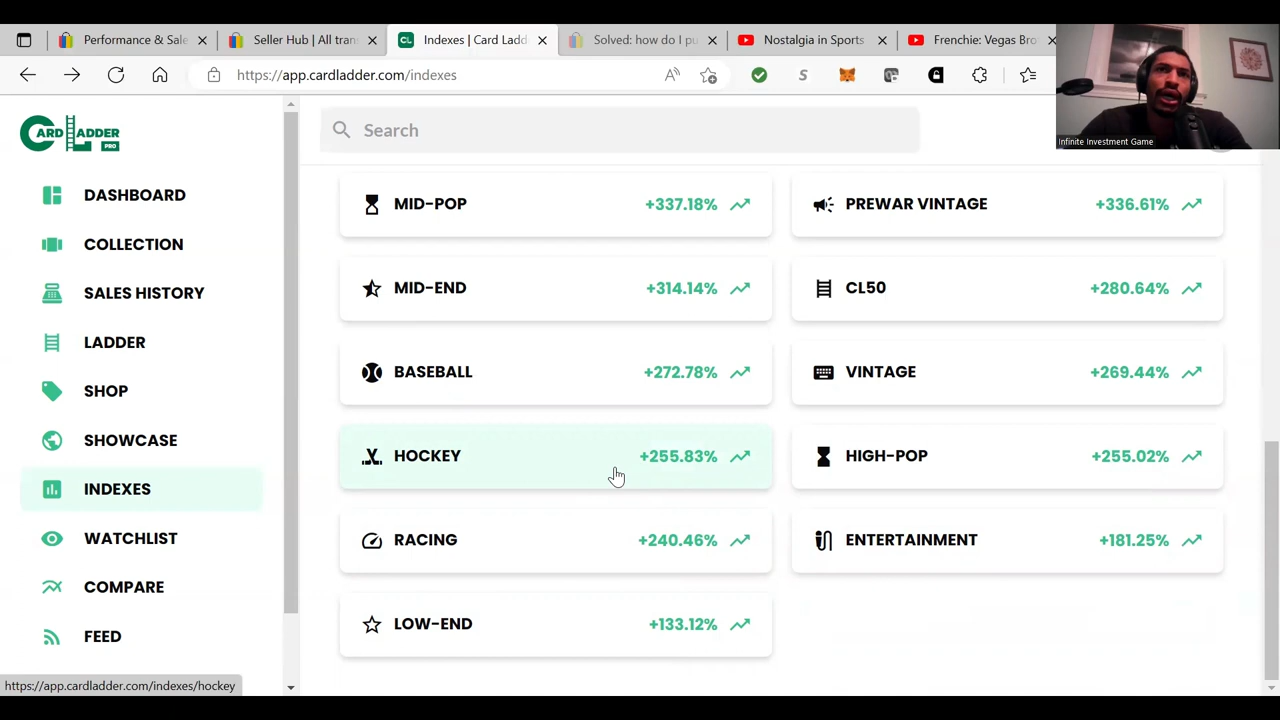 Performance & Sale
Seller Hub | All tran
Indexes | Card Ladd
Solved: how do I pu
Nostalgia in Sports
Frenchie: Vegas Bro
https://app.cardladder.com/indexes
Infinite Investment Game
CARD LADDER
PRO
Search
DASHBOARD
COLLECTION
SALES HISTORY
LADDER
SHOP
SHOWCASE
INDEXES
WATCHLIST
COMPARE
FEED
MID-POP +337.18%
PREWAR VINTAGE +336.61%
MID-END +314.14%
CL50 +280.64%
BASEBALL +272.78%
VINTAGE +269.44%
HOCKEY +255.83%
HIGH-POP +255.02%
RACING +240.46%
ENTERTAINMENT +181.25%
LOW-END +133.12%
https://app.cardladder.com/indexes/hockey